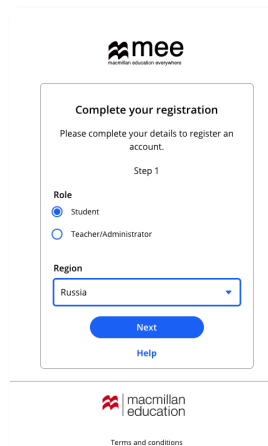 mee
macmillan education everywhere
Complete your registration
Please complete your details to register an
account.
Step 1
Role
Student
Teacher/Administrator
Region
Russia
Next
Help
macmillan
education
Terms and conditions